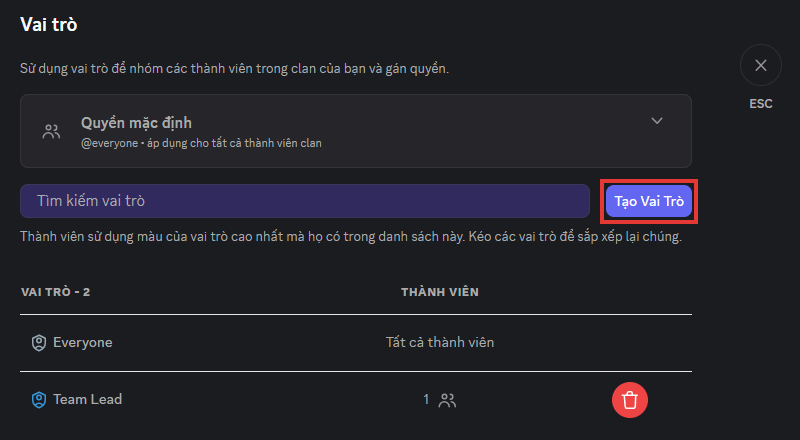 Vai trò
Sử dụng vai trò để nhóm các thành viên trong clan của bạn và gán quyền.
ESC
Quyền mặc định
@everyone • áp dụng cho tất cả thành viên clan
Tìm kiếm vai trò
Tạo Vai Trò
Thành viên sử dụng màu của vai trò cao nhất mà họ có trong danh sách này. Kéo các vai trò để sắp xếp lại chúng.
VAI TRÒ - 2 THÀNH VIÊN
Everyone Tất cả thành viên
Team Lead 1